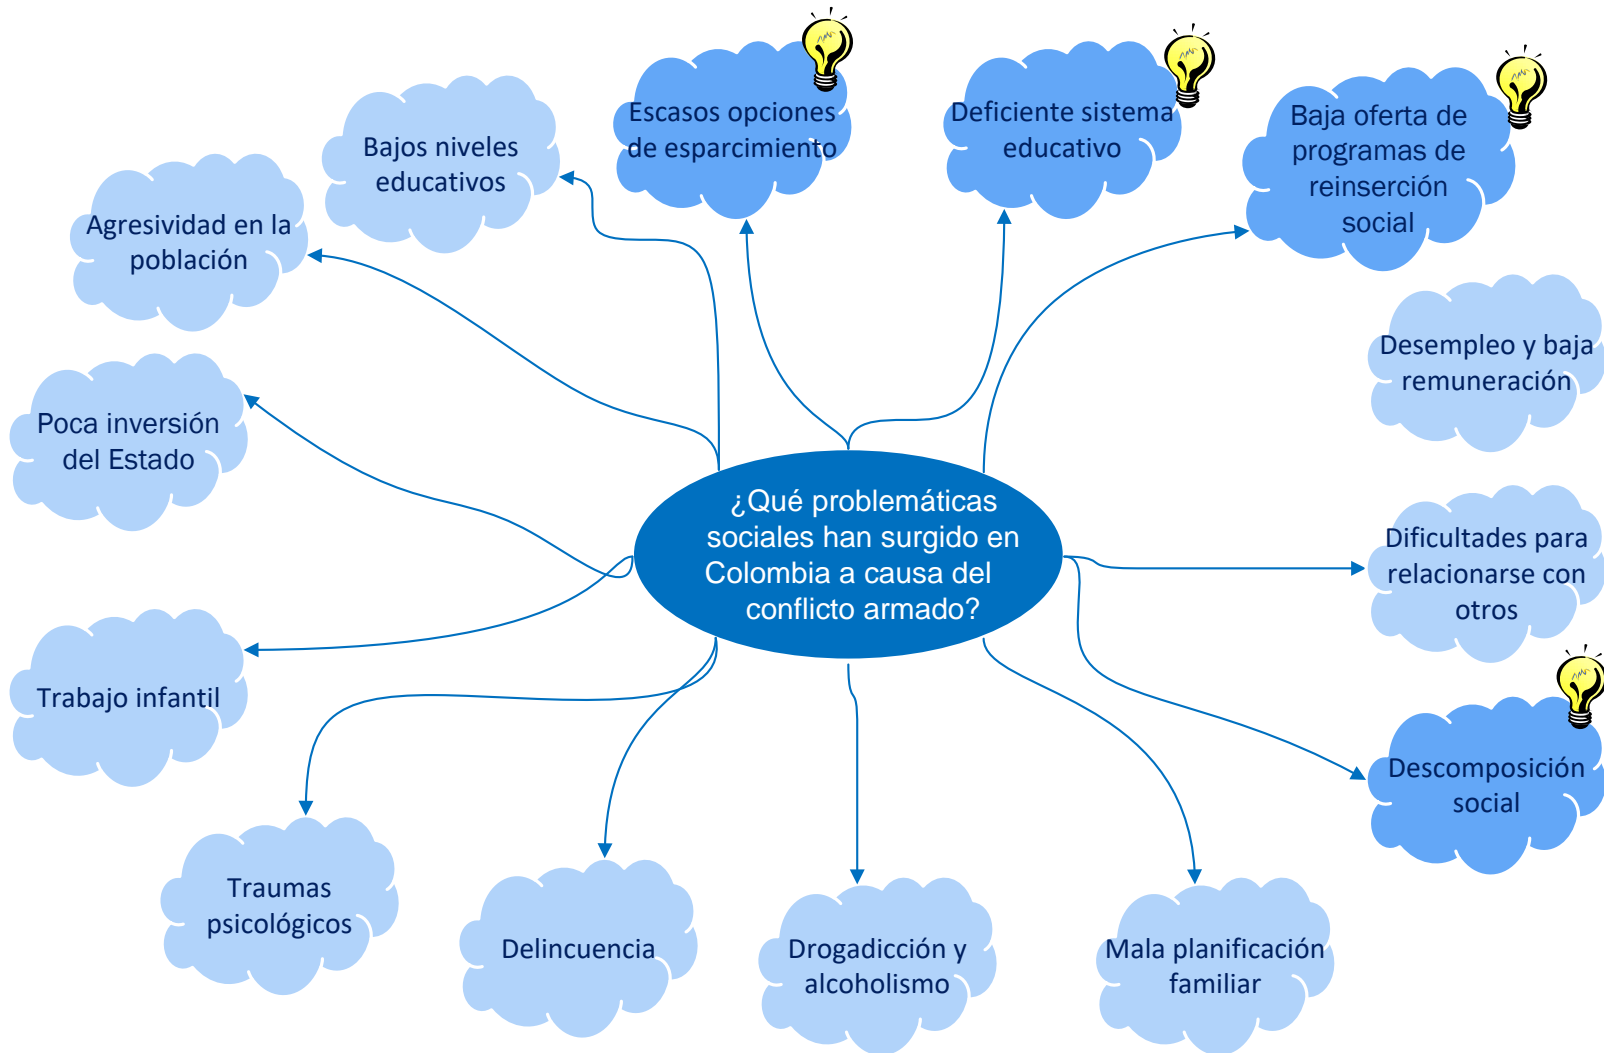 Escasos opciones
de esparcimiento
Deficiente sistema
educativo
Baja oferta de
programas de
reinserción
social
Bajos niveles
educativos
Agresividad en la
población
Desempleo y baja
remuneración
Poca inversión
del Estado
¿Qué problemáticas
sociales han surgido en
Colombia a causa del
conflicto armado?
Dificultades para
relacionarse con
otros
Trabajo infantil
Descomposición
social
Traumas
psicológicos
Delincuencia
Drogadicción y
alcoholismo
Mala planificación
familiar